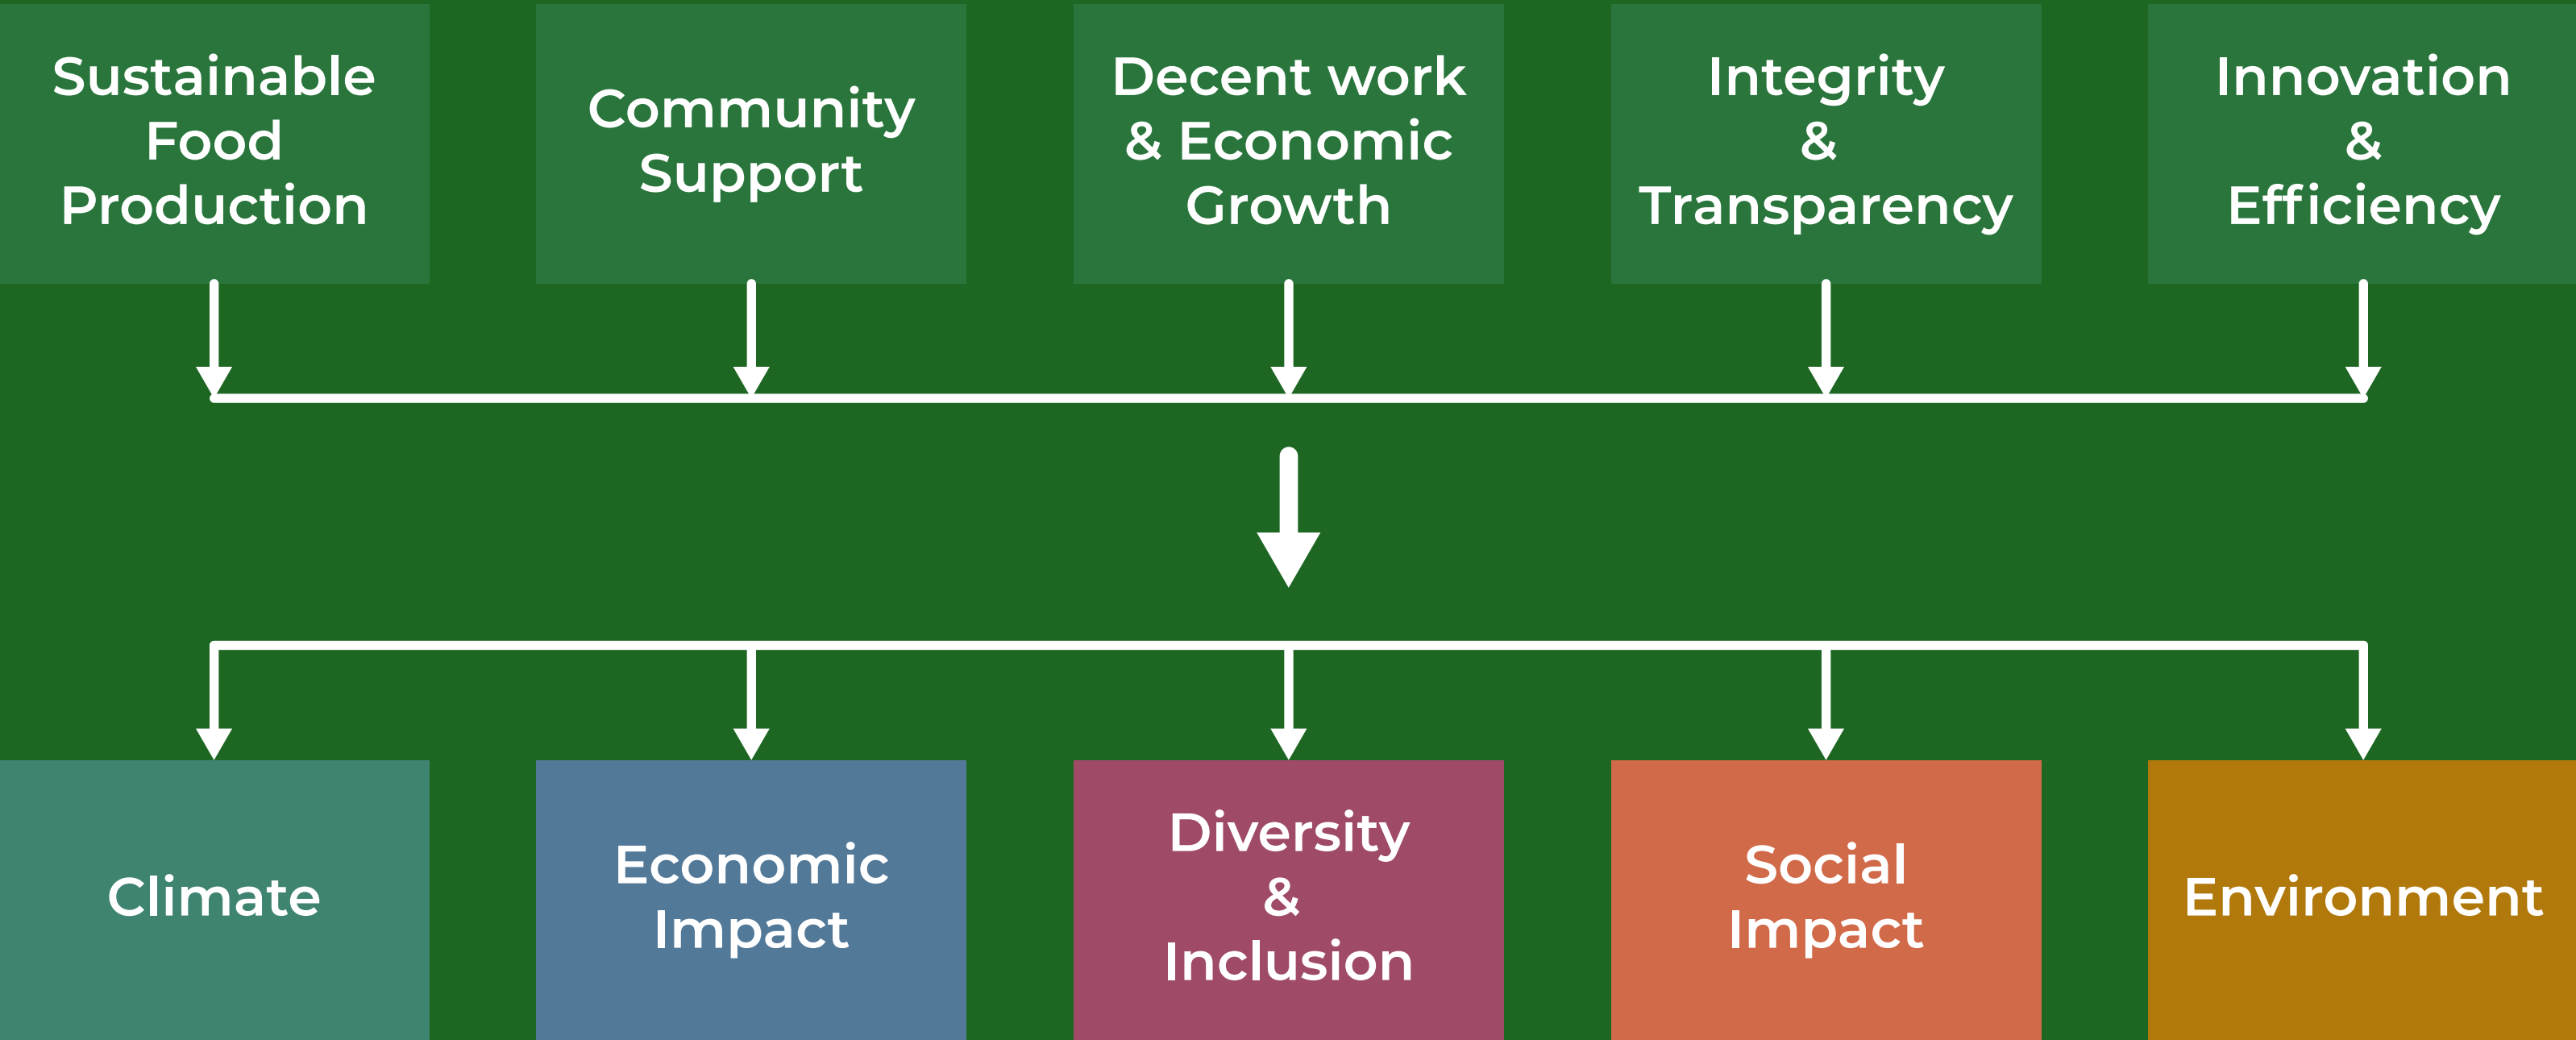 Sustainable
Food
Production
Community
Support
Decent work
& Economic
Growth
Integrity
&
Transparency
Innovation
&
Efficiency
Climate
Economic
Impact
Diversity
&
Inclusion
Social
Impact
Environment